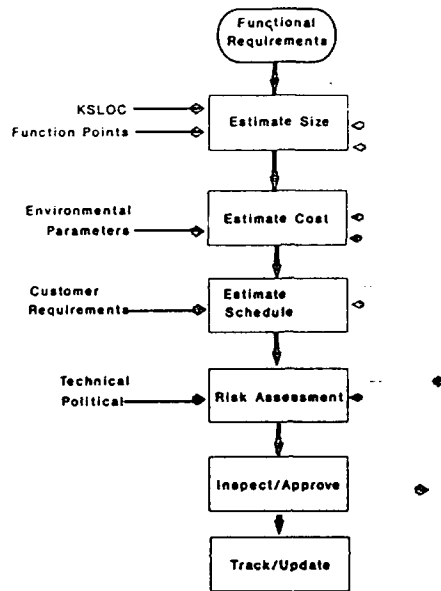 Functional
Requirements
KSLOC
Function Points
Estimate Size
Environmental
Parameters
Estimate Cost
Customer
Requirements
Estimate
Schedule
Technical
Political
Risk Assessment
Inspect/Approve
Track/Update